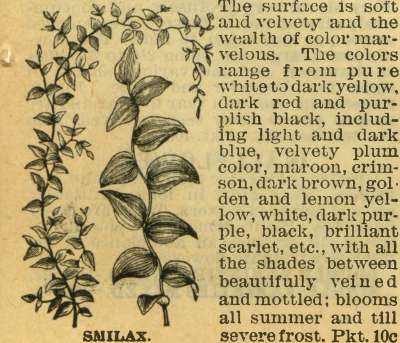 The surface is soft
and velvety and the
wealth of color mar-
velous. The colors
range from pure
white to dark yellow,
dark red and pur-
plish black, includ-
ing light and dark
blue, velvety plum
color, maroon, crim-
son, dark brown, gol-
den and lemon yel-
low, white, dark pur-
ple, black, brilliant
scarlet, etc., with all
the shades between
beautifully veined
and mottled; blooms
all summer and till
severe frost. Pkt. 10c
SMILAX.